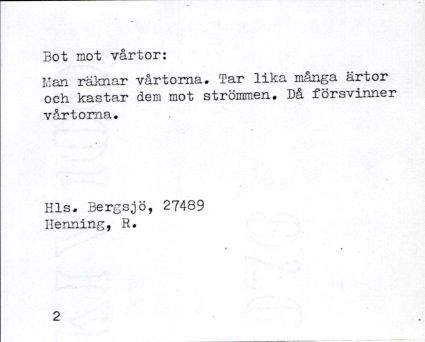 Bot mot vårtor:
Man räknar vårtorna. Tar lika många ärtor
och kastar dem mot strömmen. Då försvinner
vårtorna.
Hls. Bergsjö, 27489
Henning, R.
2